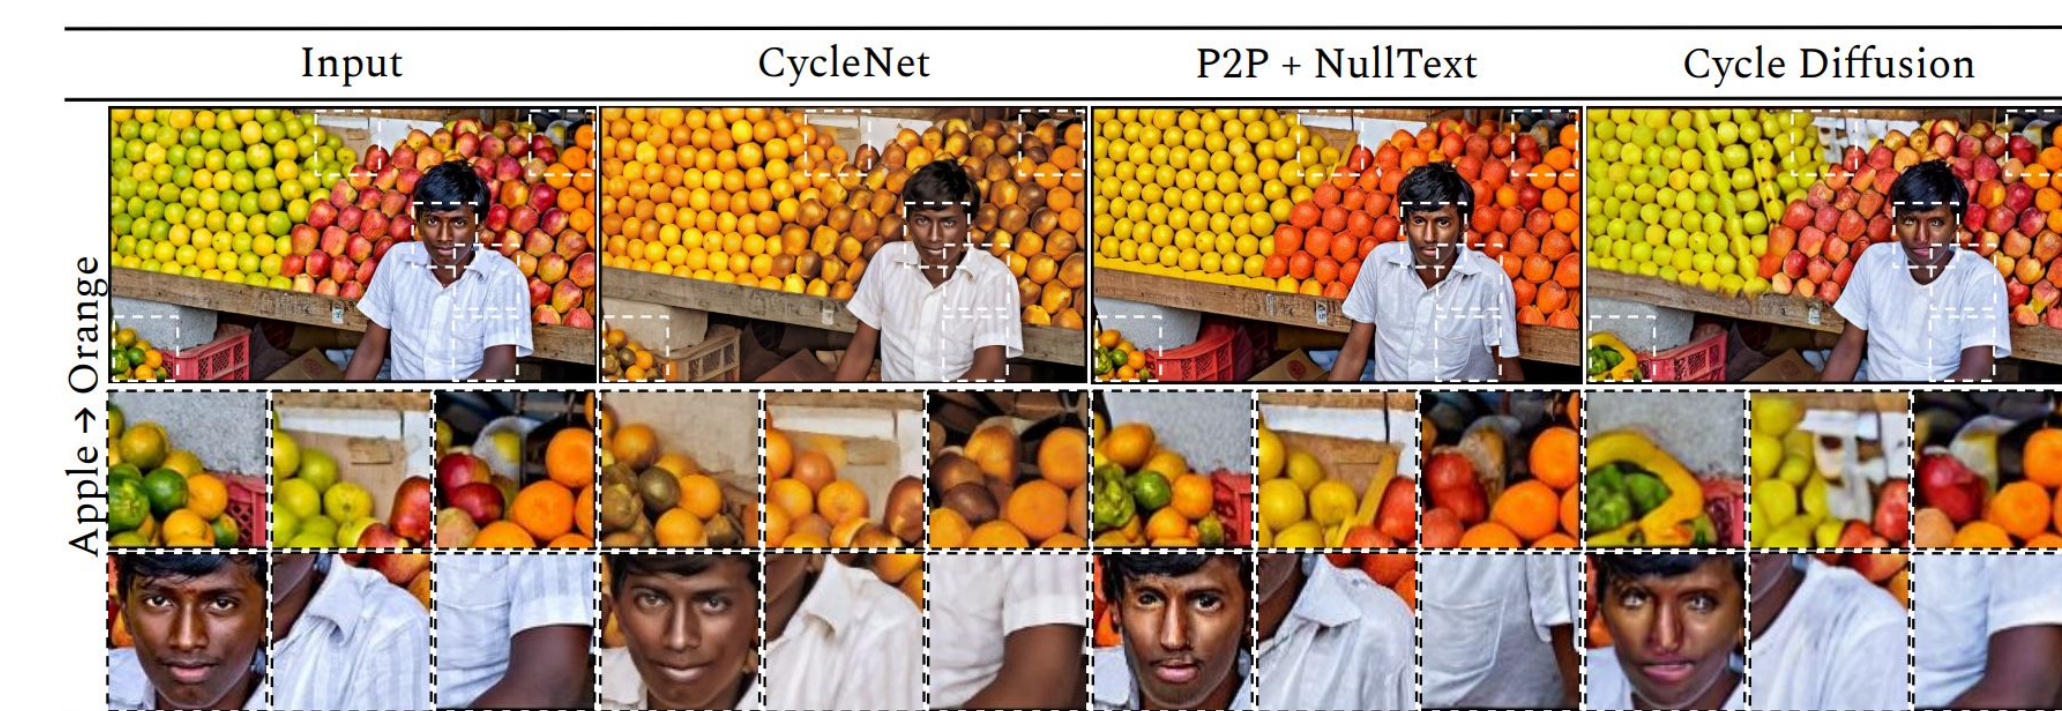 Input CycleNet P2P + NullText Cycle Diffusion
Apple → Orange